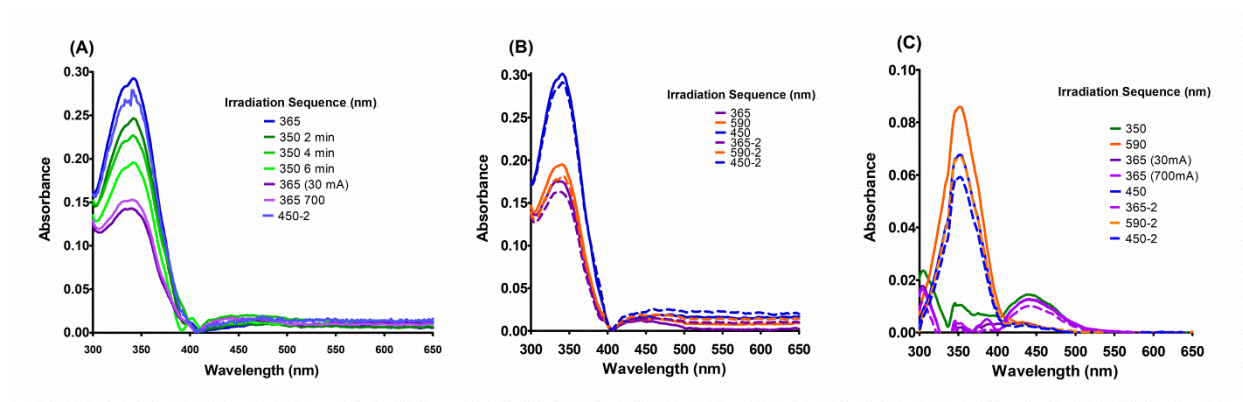 (A)
Absorbance
0.30
0.25
0.20
0.15
0.10
0.05
0.00
300 350 400 450 500 550 600 650
Wavelength (nm)
Irradiation Sequence (nm)
365
350 2 min
350 4 min
350 6 min
365 (30 mA)
365 700
450-2
(B)
Absorbance
0.30
0.25
0.20
0.15
0.10
0.05
0.00
300 350 400 450 500 550 600 650
Wavelength (nm)
Irradiation Sequence (nm)
365
590
450
365-2
590-2
450-2
(C)
Absorbance
0.10
0.08
0.06
0.04
0.02
0.00
300 350 400 450 500 550 600 650
Wavelength (nm)
Irradiation Sequence (nm)
350
590
365 (30mA)
365 (700mA)
450
365-2
590-2
450-2